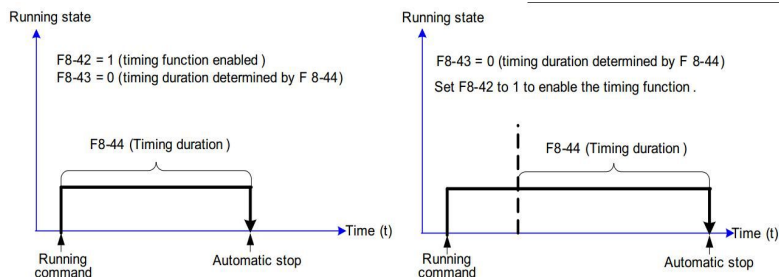 Running state
F8-42 = 1 (timing function enabled )
F8-43 = 0 (timing duration determined by F 8-44)
F8-44 (Timing duration )
Time (t)
Running
command
Automatic stop
Running state
F8-43 = 0 (timing duration determined by F 8-44)
Set F8-42 to 1 to enable the timing function .
F8-44 (Timing duration )
Time (t)
Running
command
Automatic stop